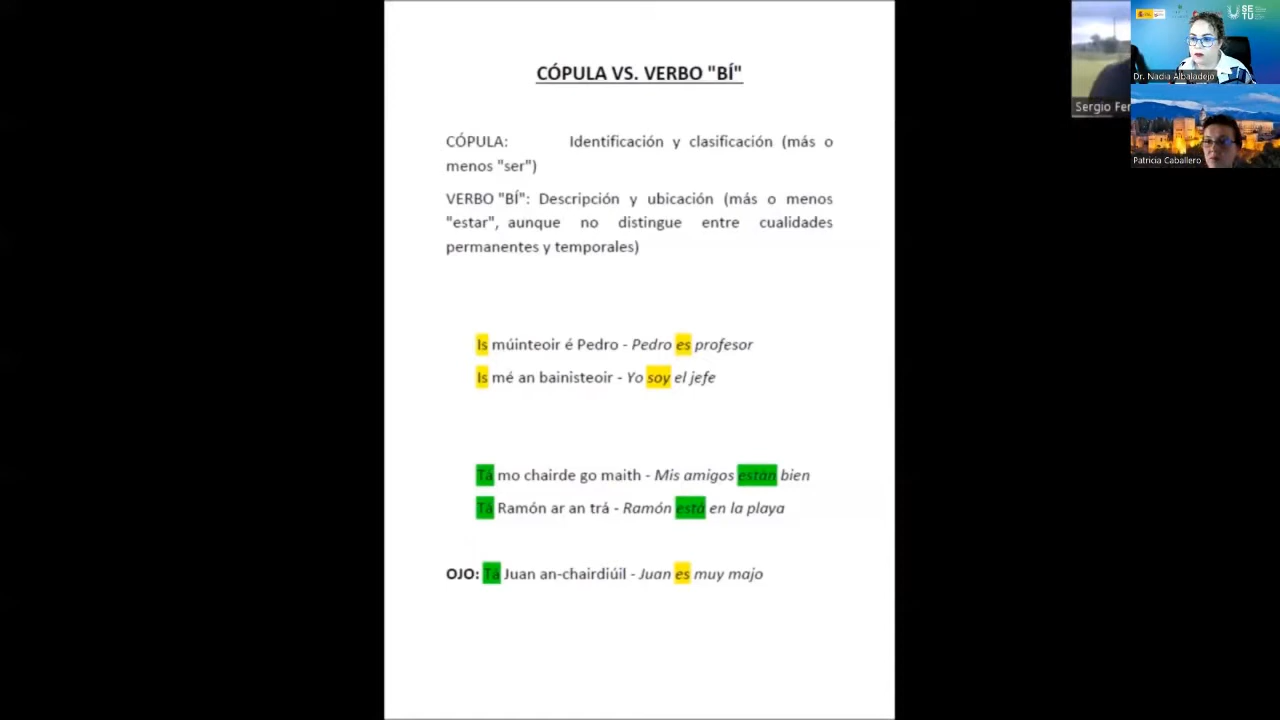 CÓPULA VS. VERBO "BÍ"
CÓPULA: Identificación y clasificación (más o
menos "ser")
VERBO "BÍ": Descripción y ubicación (más o menos
"estar", aunque no distingue entre cualidades
permanentes y temporales)
Is múinteoir é Pedro - Pedro es profesor
Is mé an bainisteoir - Yo soy el jefe
Tá mo chairde go maith - Mis amigos están bien
Tá Ramón ar an trá - Ramón está en la playa
OJO: Tá Juan an-chairdiúil - Juan es muy majo
SE
TU
Dr. Nadia Albaladejo
Sergio Fer
Patricia Caballero